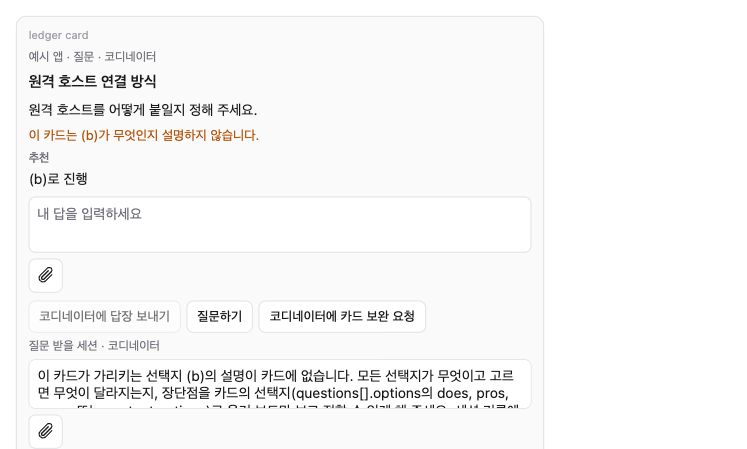 ledger card
예시 앱 · 질문 · 코디네이터
원격 호스트 연결 방식
원격 호스트를 어떻게 붙일지 정해 주세요.
이 카드는 (b)가 무엇인지 설명하지 않습니다.
추천
(b)로 진행
내 답을 입력하세요
코디네이터에 답장 보내기 질문하기 코디네이터에 카드 보완 요청
질문 받을 세션 · 코디네이터
이 카드가 가리키는 선택지 (b)의 설명이 카드에 없습니다. 모든 선택지가 무엇이고 고르
면 무엇이 달라지는지, 장단점을 카드의 선택지(questions[].options의 does, pros,